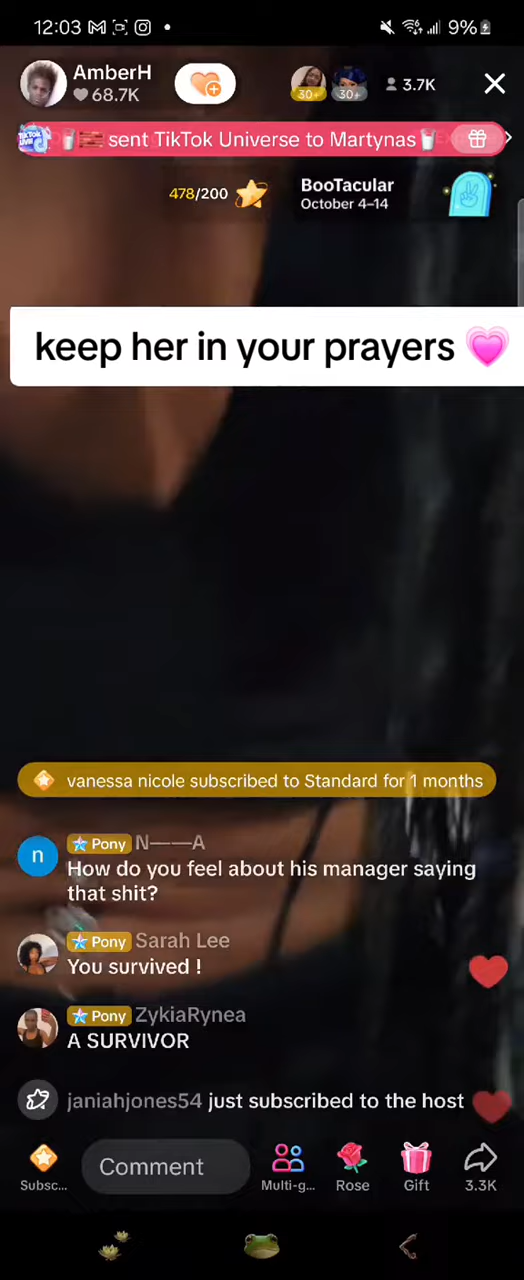 12:03
9%
AmberH
68.7K
30+
30+
3.7K
sent TikTok Universe to Martynas
478/200
BooTacular
October 4–14
keep her in your prayers
vanessa nicole subscribed to Standard for 1 months
n
Pony N——A
How do you feel about his manager saying
that shit?
Pony Sarah Lee
You survived !
Pony ZykiaRynea
A SURVIVOR
janiahjones54 just subscribed to the host
Comment
Subsc...
Multi-g...
Rose
Gift
3.3K